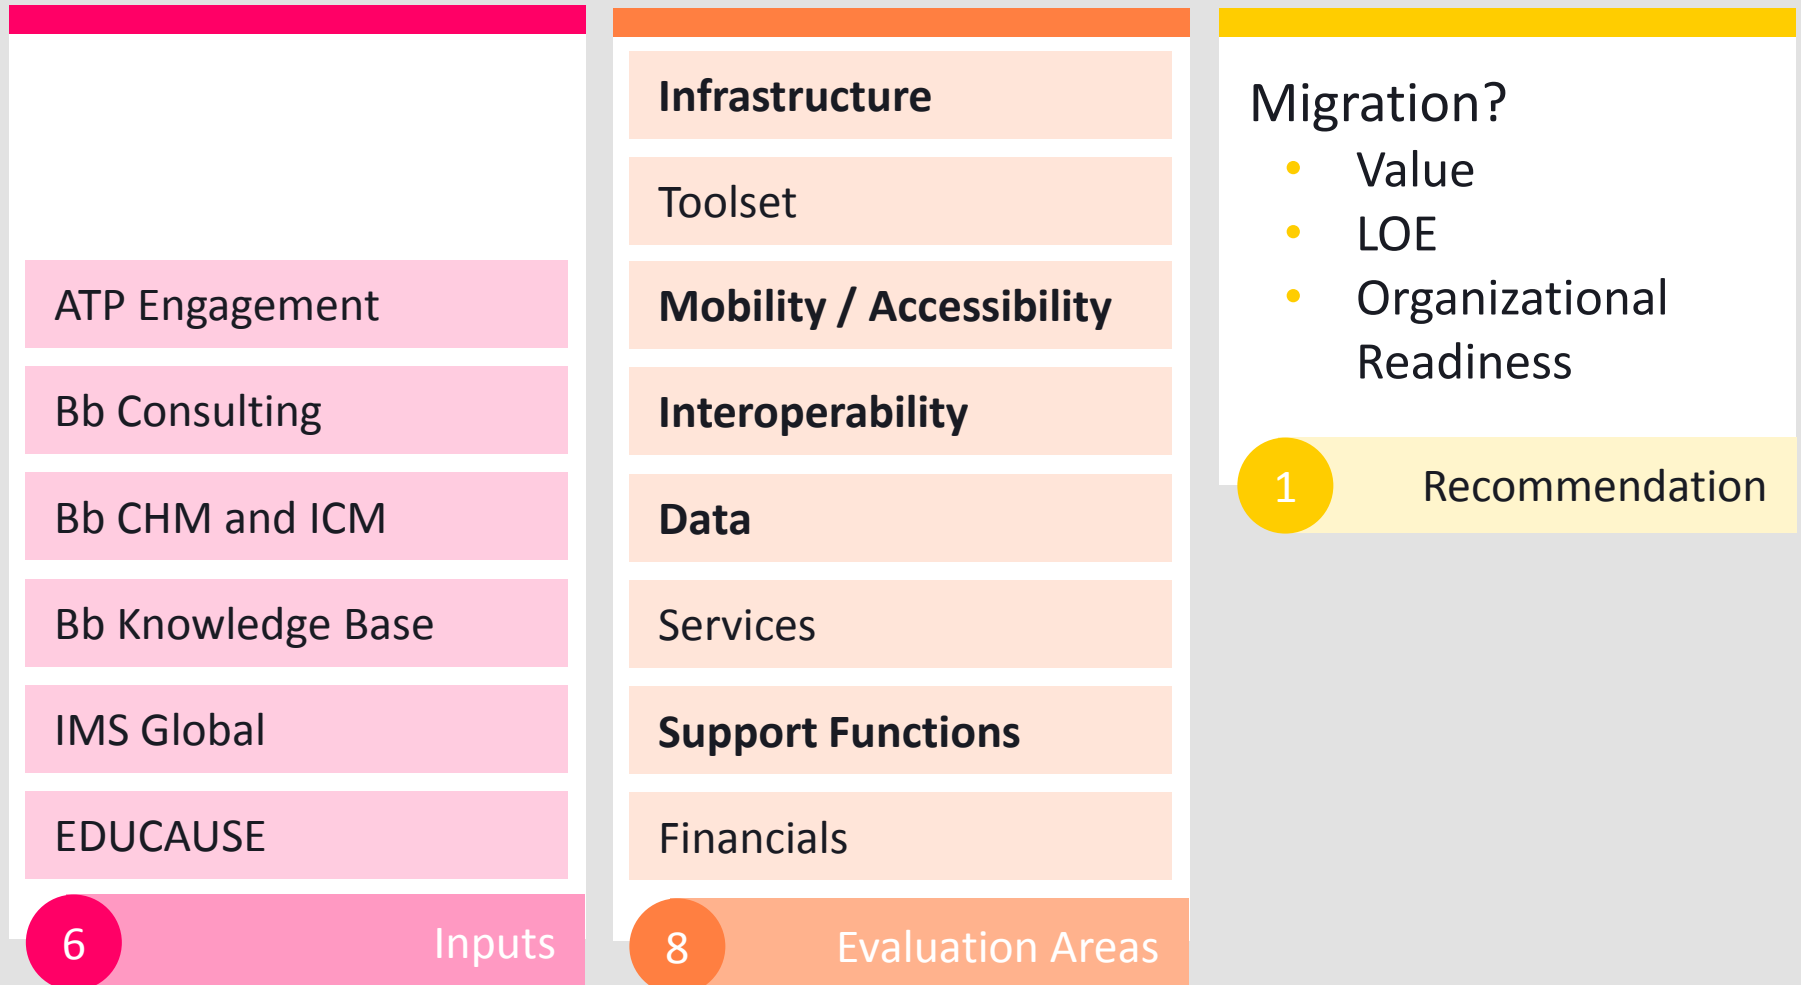 ATP Engagement
Bb Consulting
Bb CHM and ICM
Bb Knowledge Base
IMS Global
EDUCAUSE
6
Inputs
Infrastructure
Toolset
Mobility / Accessibility
Interoperability
Data
Services
Support Functions
Financials
8
Evaluation Areas
Migration?
• Value
• LOE
• Organizational
Readiness
1
Recommendation